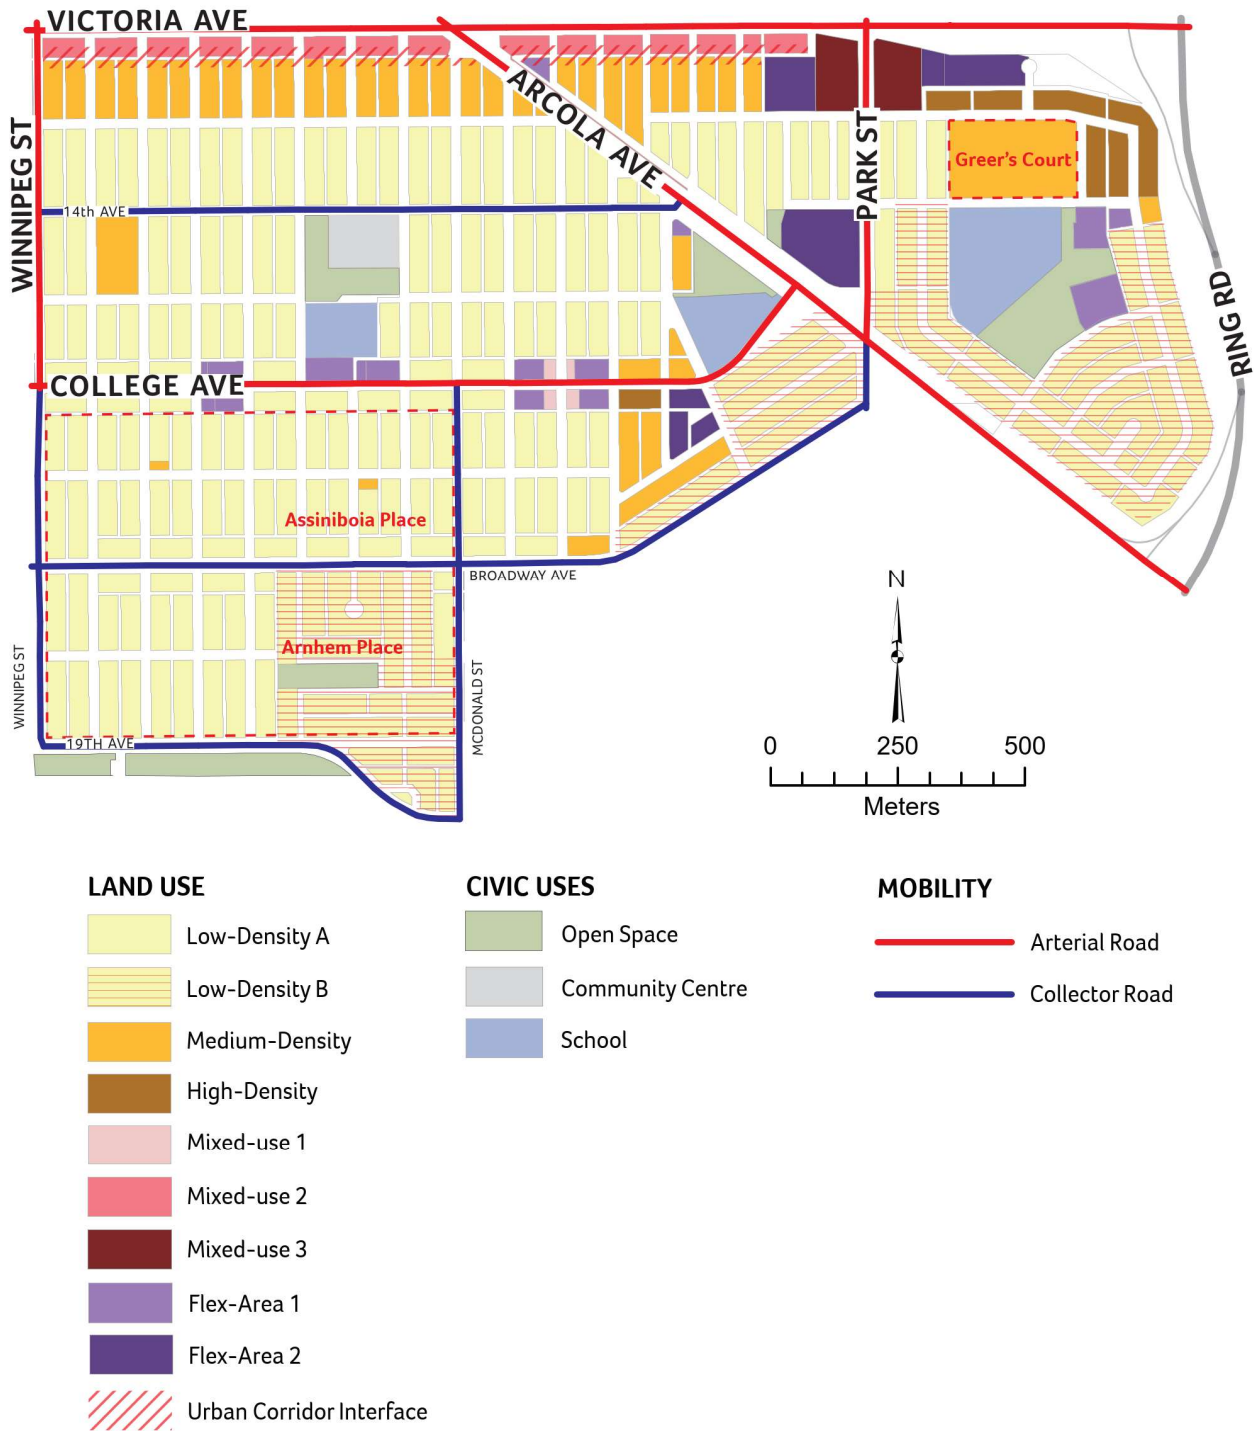 VICTORIA AVE
ARCOLA AVE
WINNIPEG ST
PARK ST
Greer's Court
14th AVE
RING RD
COLLEGE AVE
Assiniboia Place
BROADWAY AVE
Arnhem Place
WINNIPEG ST
MCDONALD ST
19TH AVE
N
0 250 500
Meters
LAND USE
Low-Density A
Low-Density B
Medium-Density
High-Density
Mixed-use 1
Mixed-use 2
Mixed-use 3
Flex-Area 1
Flex-Area 2
Urban Corridor Interface
CIVIC USES
Open Space
Community Centre
School
MOBILITY
Arterial Road
Collector Road